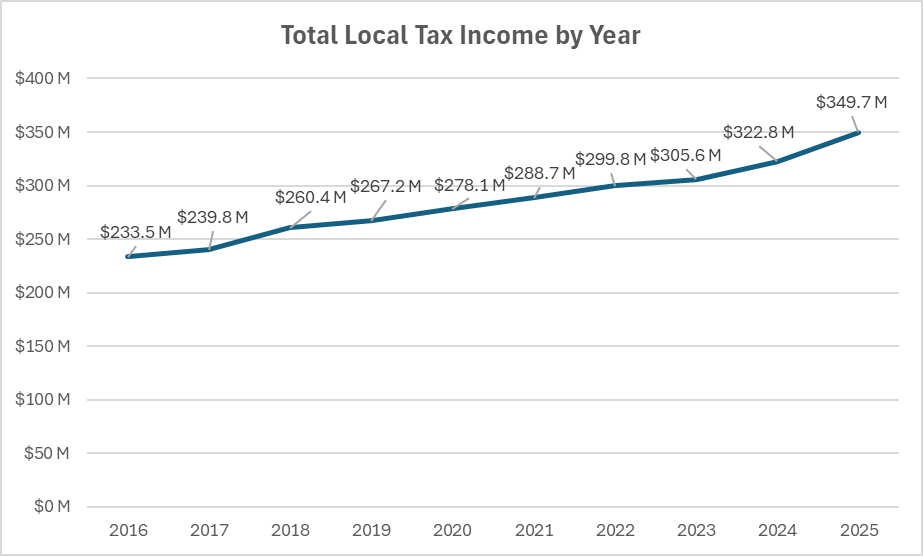 Total Local Tax Income by Year
$400 M
$350 M
$300 M
$250 M
$200 M
$150 M
$100 M
$50 M
$0 M
$233.5 M
$239.8 M
$260.4 M
$267.2 M
$278.1 M
$288.7 M
$299.8 M
$305.6 M
$322.8 M
$349.7 M
2016 2017 2018 2019 2020 2021 2022 2023 2024 2025